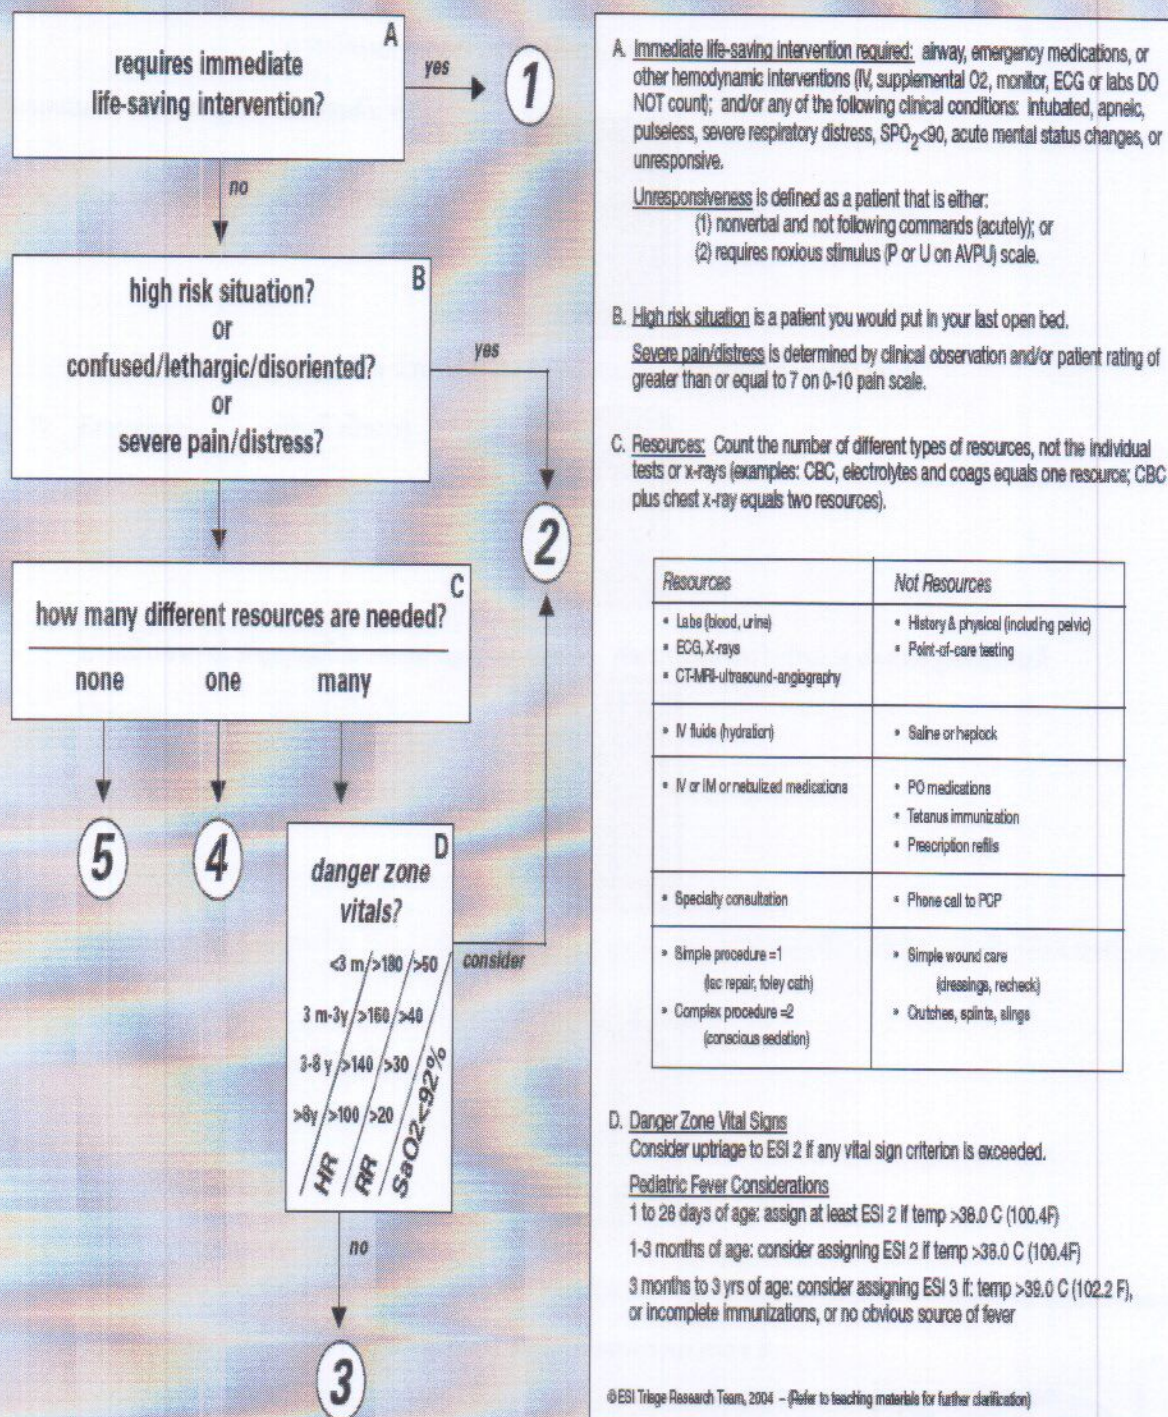 A
requires immediate
life-saving intervention?
yes
1
no
B
high risk situation?
or
confused/lethargic/disoriented?
or
severe pain/distress?
yes
2
C
how many different resources are needed?
none one many
5
4
D
danger zone
vitals?
<3 m >180 >50
3 m-3y >160 >40
3-8 y >140 >30
>8y >100 >20
HR RR SaO2<92%
consider
no
3
A. Immediate life-saving intervention required: airway, emergency medications, or
other hemodynamic interventions (IV, supplemental O2, monitor, ECG or labs DO
NOT count); and/or any of the following clinical conditions: intubated, apneic,
pulseless, severe respiratory distress, SPO2<90, acute mental status changes, or
unresponsive.
Unresponsiveness is defined as a patient that is either:
(1) nonverbal and not following commands (acutely); or
(2) requires noxious stimulus (P or U on AVPU) scale.
B. High risk situation is a patient you would put in your last open bed.
Severe pain/distress is determined by clinical observation and/or patient rating of
greater than or equal to 7 on 0-10 pain scale.
C. Resources: Count the number of different types of resources, not the individual
tests or x-rays (examples: CBC, electrolytes and coags equals one resource; CBC
plus chest x-ray equals two resources).
Resources
Not Resources
• Labs (blood, urine)
• ECG, X-rays
• CT-MRI-ultrasound-angiography
• History & physical (including pelvic)
• Point-of-care testing
• IV fluids (hydration)
• Saline or heplock
• IV or IM or nebulized medications
• PO medications
• Tetanus immunization
• Prescription refills
• Specialty consultation
• Phone call to PCP
• Simple procedure =1
(lac repair, foley cath)
• Complex procedure =2
(conscious sedation)
• Simple wound care
(dressings, recheck)
• Crutches, splints, slings
D. Danger Zone Vital Signs
Consider uptriage to ESI 2 if any vital sign criterion is exceeded.
Pediatric Fever Considerations
1 to 28 days of age: assign at least ESI 2 if temp >38.0 C (100.4F)
1-3 months of age: consider assigning ESI 2 if temp >38.0 C (100.4F)
3 months to 3 yrs of age: consider assigning ESI 3 if: temp >39.0 C (102.2 F),
or incomplete immunizations, or no obvious source of fever
©ESI Triage Research Team, 2004 – (Refer to teaching materials for further clarification)